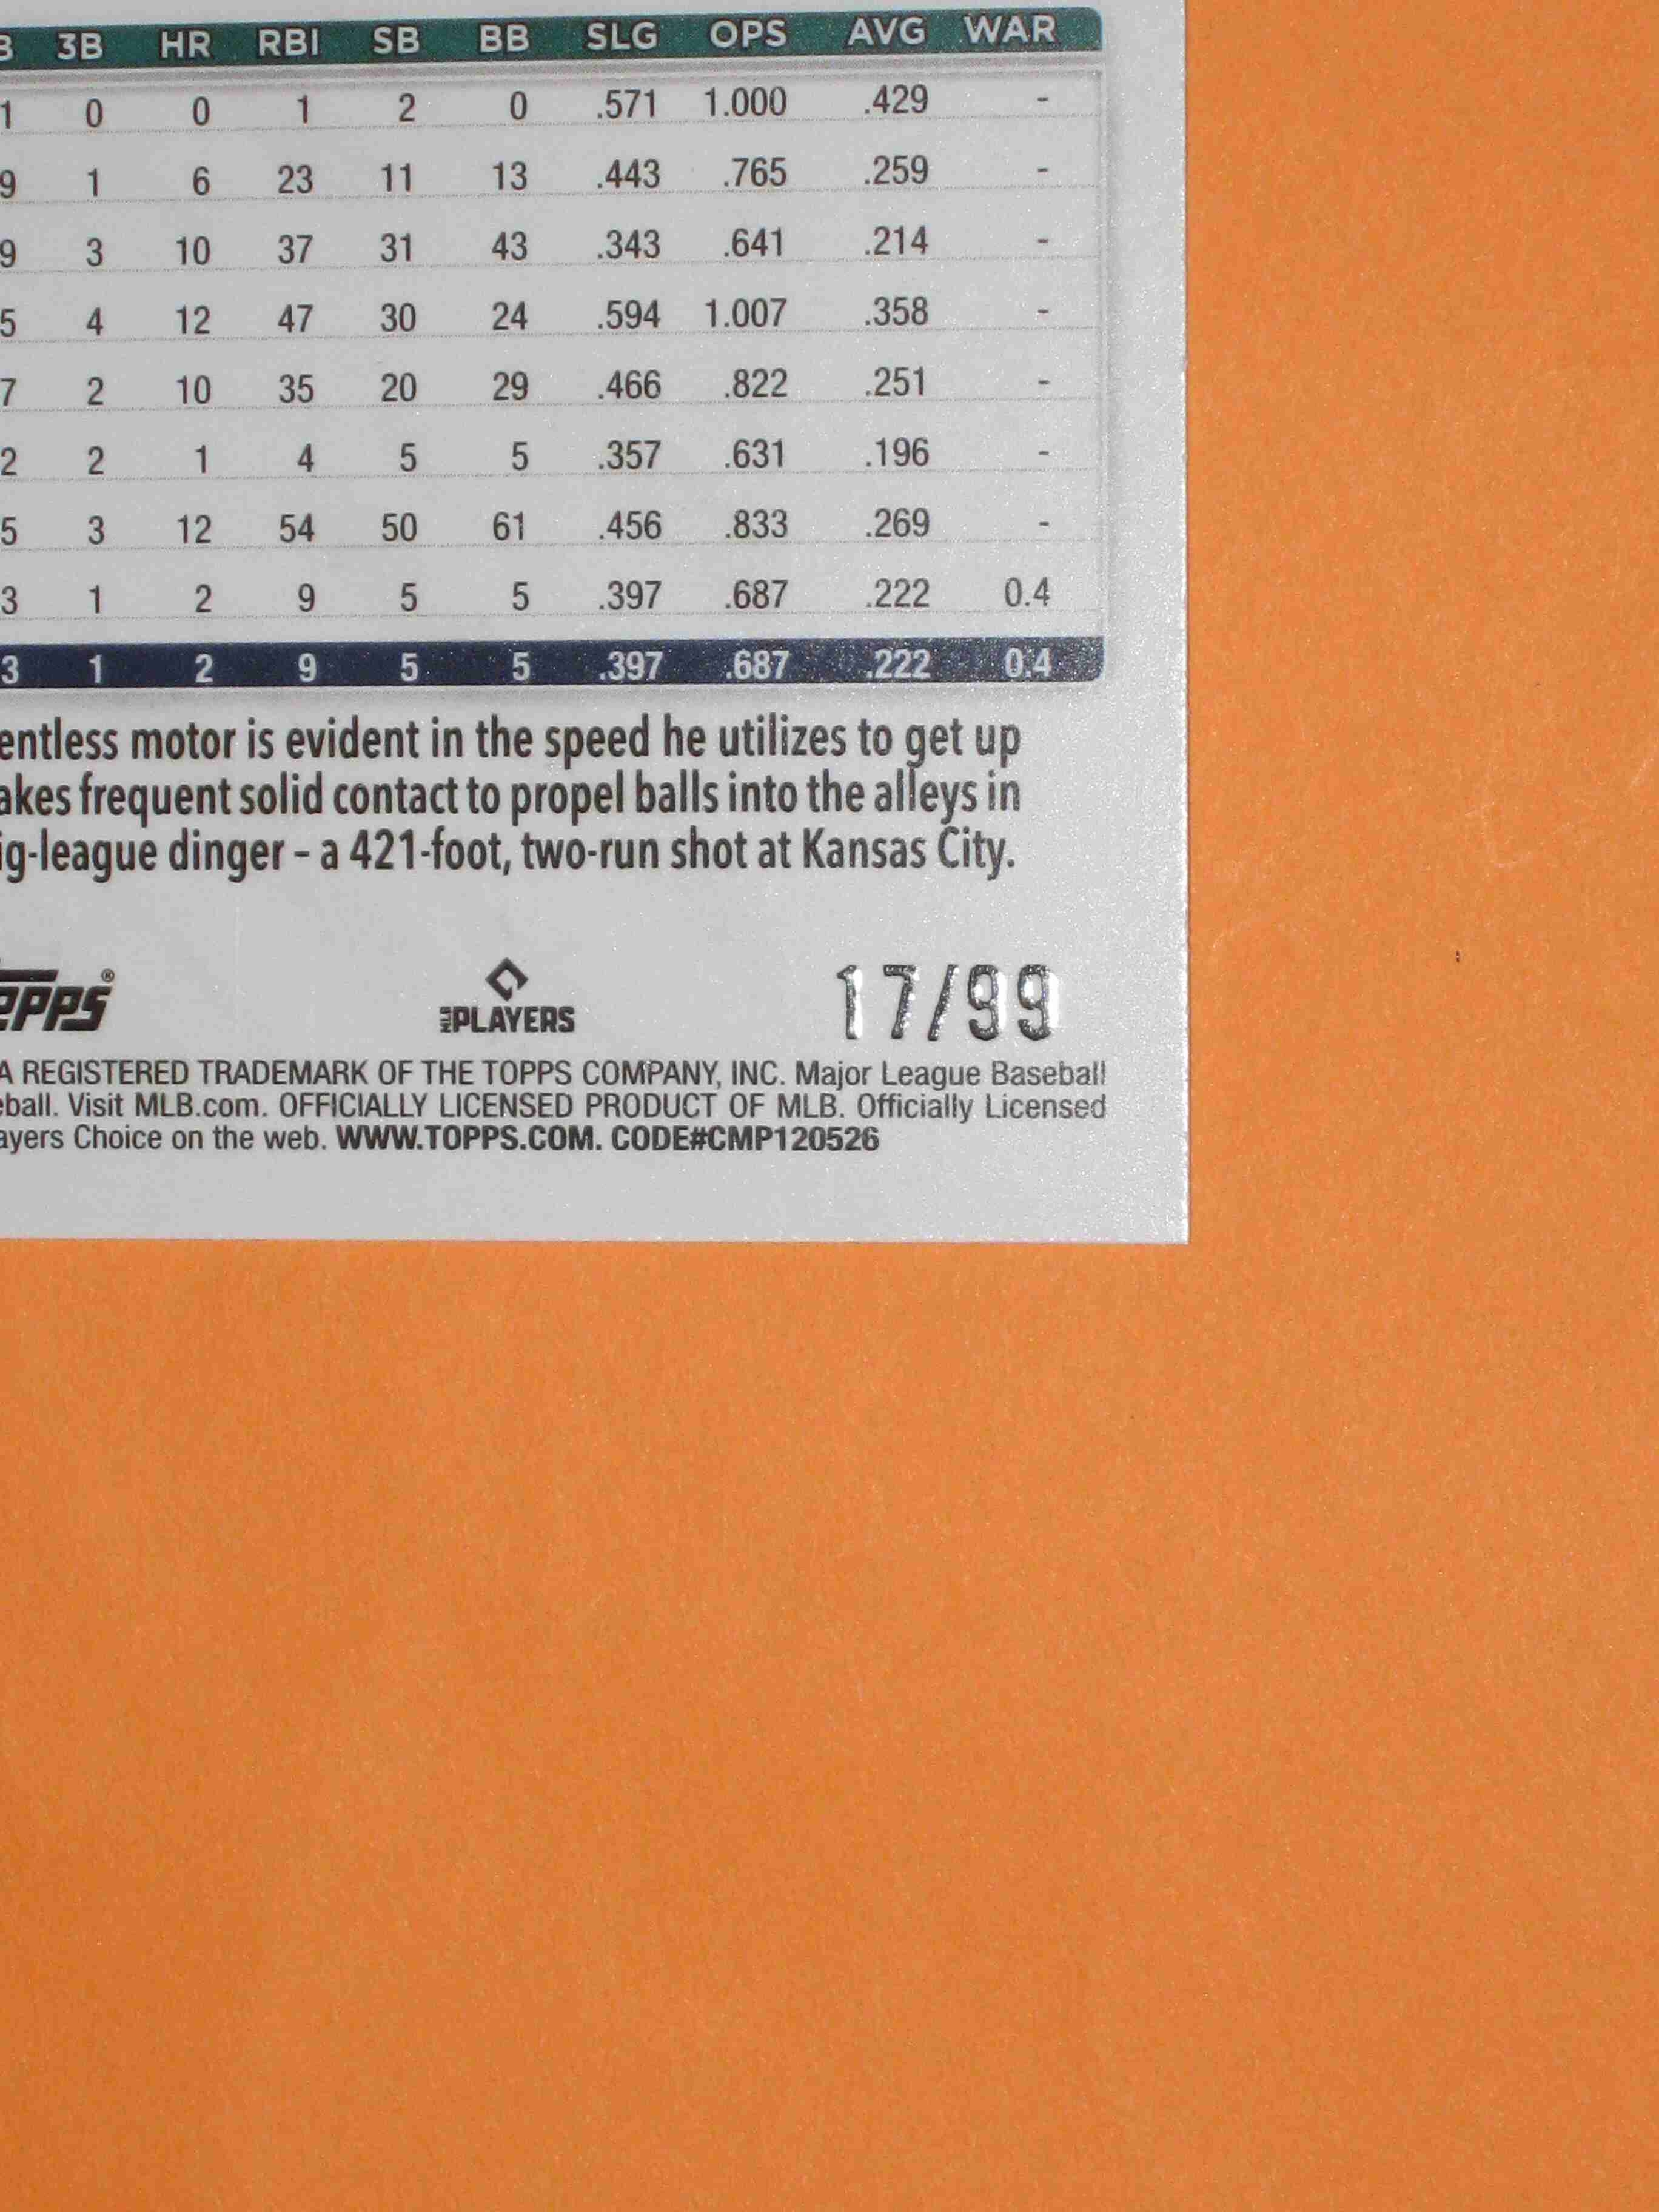 3B HR RBI SB BB SLG OPS AVG WAR
1 0 0 1 2 0 .571 1.000 .429 -
9 1 6 23 11 13 .443 .765 .259 -
9 3 10 37 31 43 .343 .641 .214 -
5 4 12 47 30 24 .594 1.007 .358 -
7 2 10 35 20 29 .466 .822 .251 -
2 2 1 4 5 5 .357 .631 .196 -
5 3 12 54 50 61 .456 .833 .269 -
3 1 2 9 5 5 .397 .687 .222 0.4
3 1 2 9 5 5 .397 .687 .222 0.4
entless motor is evident in the speed he utilizes to get up
akes frequent solid contact to propel balls into the alleys in
ig-league dinger – a 421-foot, two-run shot at Kansas City.
OPPS® PLAYERS 17/99
A REGISTERED TRADEMARK OF THE TOPPS COMPANY, INC. Major League Baseball
ball. Visit MLB.com. OFFICIALLY LICENSED PRODUCT OF MLB. Officially Licensed
ayers Choice on the web. WWW.TOPPS.COM. CODE#CMP120526